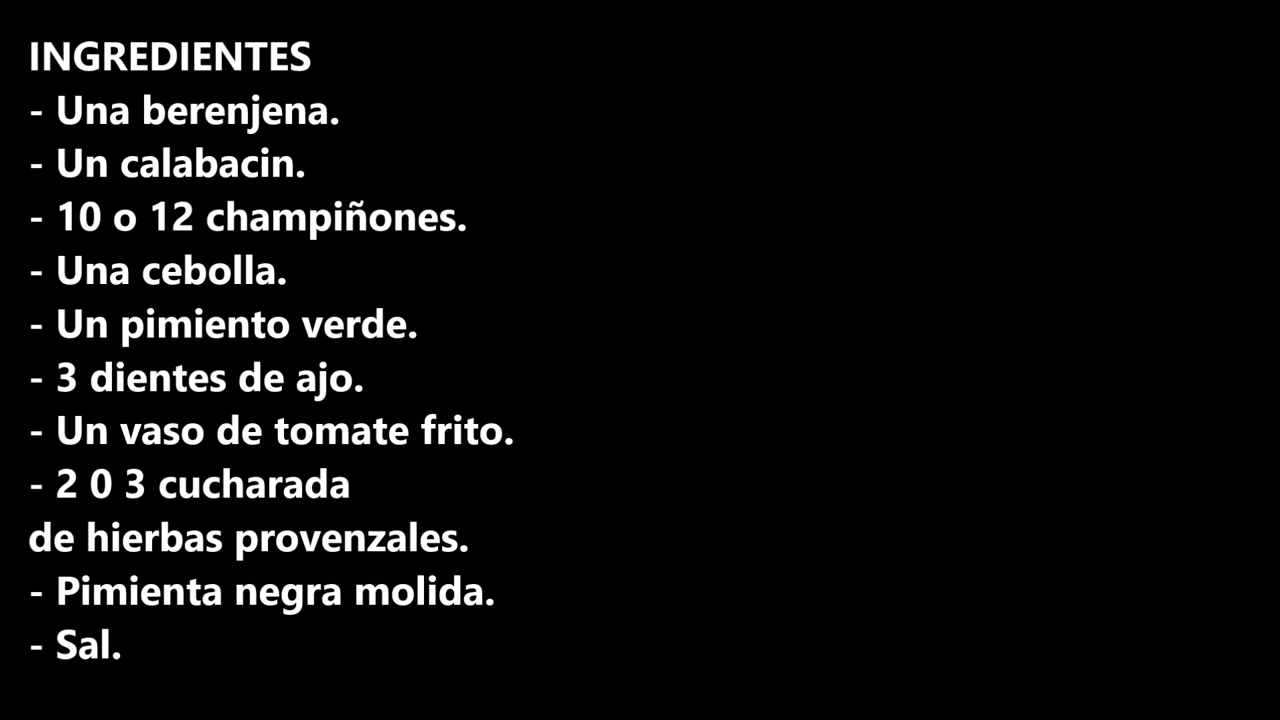 INGREDIENTES
- Una berenjena.
- Un calabacin.
- 10 o 12 champiñones.
- Una cebolla.
- Un pimiento verde.
- 3 dientes de ajo.
- Un vaso de tomate frito.
- 2 0 3 cucharada
de hierbas provenzales.
- Pimienta negra molida.
- Sal.